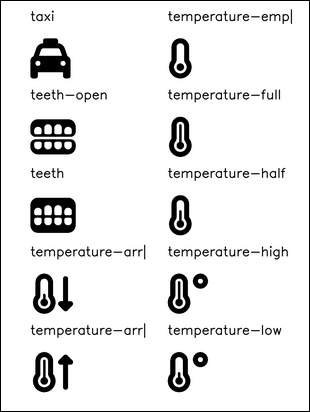 taxi temperature-emp|
teeth-open temperature-full
teeth temperature-half
temperature-arr| temperature-high
temperature-arr| temperature-low